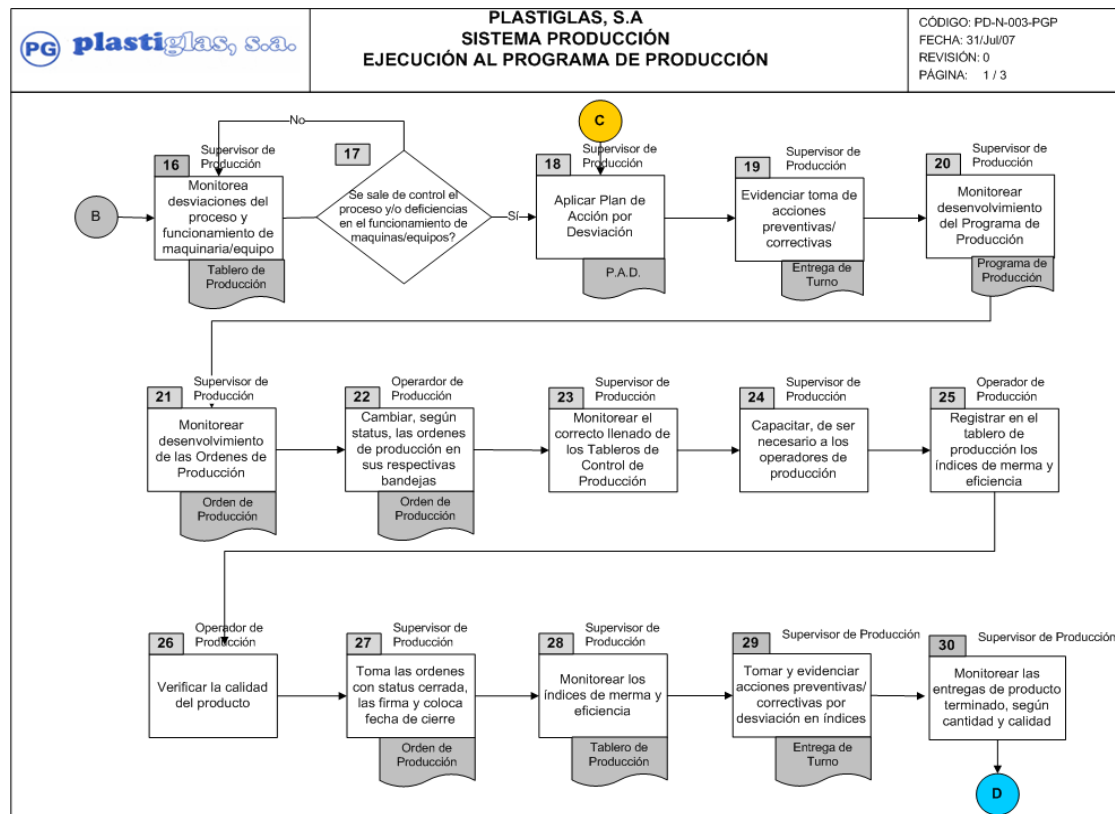 PG plastiglas, s.a.
PLASTIGLAS, S.A
SISTEMA PRODUCCIÓN
EJECUCIÓN AL PROGRAMA DE PRODUCCIÓN
CÓDIGO: PD-N-003-PGP
FECHA: 31/Jul/07
REVISIÓN: 0
PÁGINA: 1 / 3
B
No
16
Supervisor de
Producción
Monitorea
desviaciones del
proceso y
funcionamiento de
maquinaria/equipo
Tablero de
Producción
17
Se sale de control el
proceso y/o deficiencias
en el funcionamiento de
maquinas/equipos?
Sí
C
18
Supervisor de
Producción
Aplicar Plan de
Acción por
Desviación
P.A.D.
19
Supervisor de
Producción
Evidenciar toma de
acciones
preventivas/
correctivas
Entrega de
Turno
20
Supervisor de
Producción
Monitorear
desenvolvimiento
del Programa de
Producción
Programa de
Producción
21
Supervisor de
Producción
Monitorear
desenvolvimiento
de las Ordenes de
Producción
Orden de
Producción
22
Operardor de
Producción
Cambiar, según
status, las ordenes
de producción en
sus respectivas
bandejas
Orden de
Producción
23
Supervisor de
Producción
Monitorear el
correcto llenado de
los Tableros de
Control de
Producción
24
Supervisor de
Producción
Capacitar, de ser
necesario a los
operadores de
producción
25
Operador de
Producción
Registrar en el
tablero de
producción los
índices de merma y
eficiencia
26
Operador de
Producción
Verificar la calidad
del producto
27
Supervisor de
Producción
Toma las ordenes
con status cerrada,
las firma y coloca
fecha de cierre
Orden de
Producción
28
Supervisor de
Producción
Monitorear los
índices de merma y
eficiencia
Tablero de
Producción
29
Supervisor de Producción
Tomar y evidenciar
acciones preventivas/
correctivas por
desviación en índices
Entrega de
Turno
30
Supervisor de Producción
Monitorear las
entregas de producto
terminado, según
cantidad y calidad
D